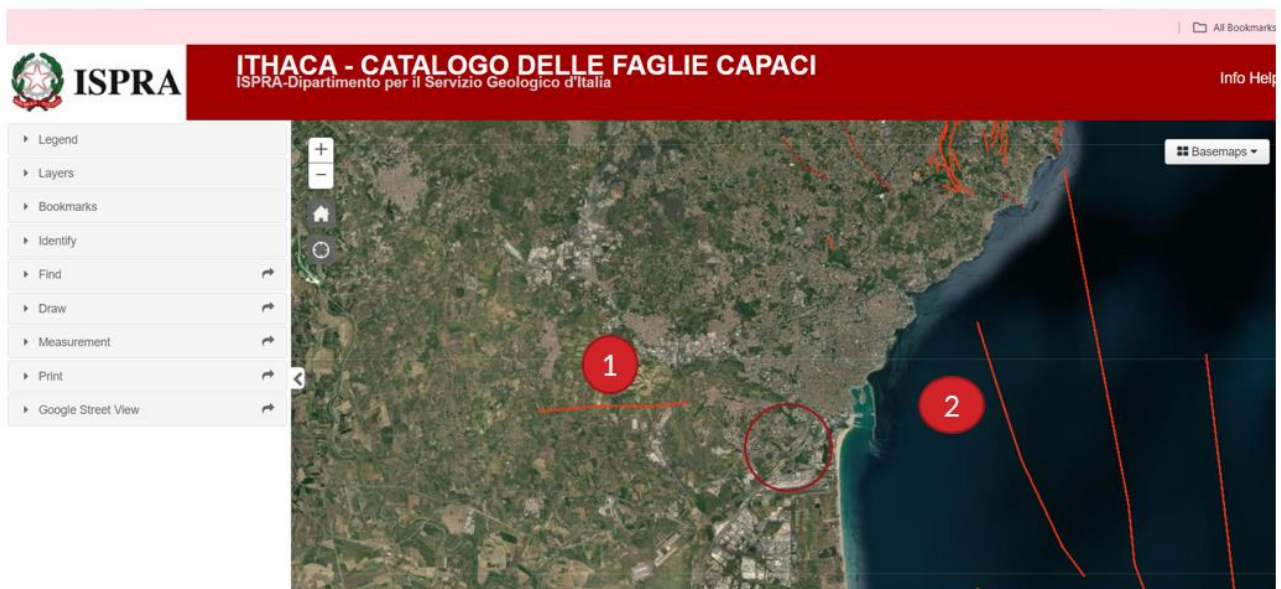 All Bookmarks
ISPRA
ITHACA - CATALOGO DELLE FAGLIE CAPACI
ISPRA-Dipartimento per il Servizio Geologico d'Italia
Info Help
Legend
Layers
Bookmarks
Identify
Find
Draw
Measurement
Print
Google Street View
+
−
Basemaps
1
2